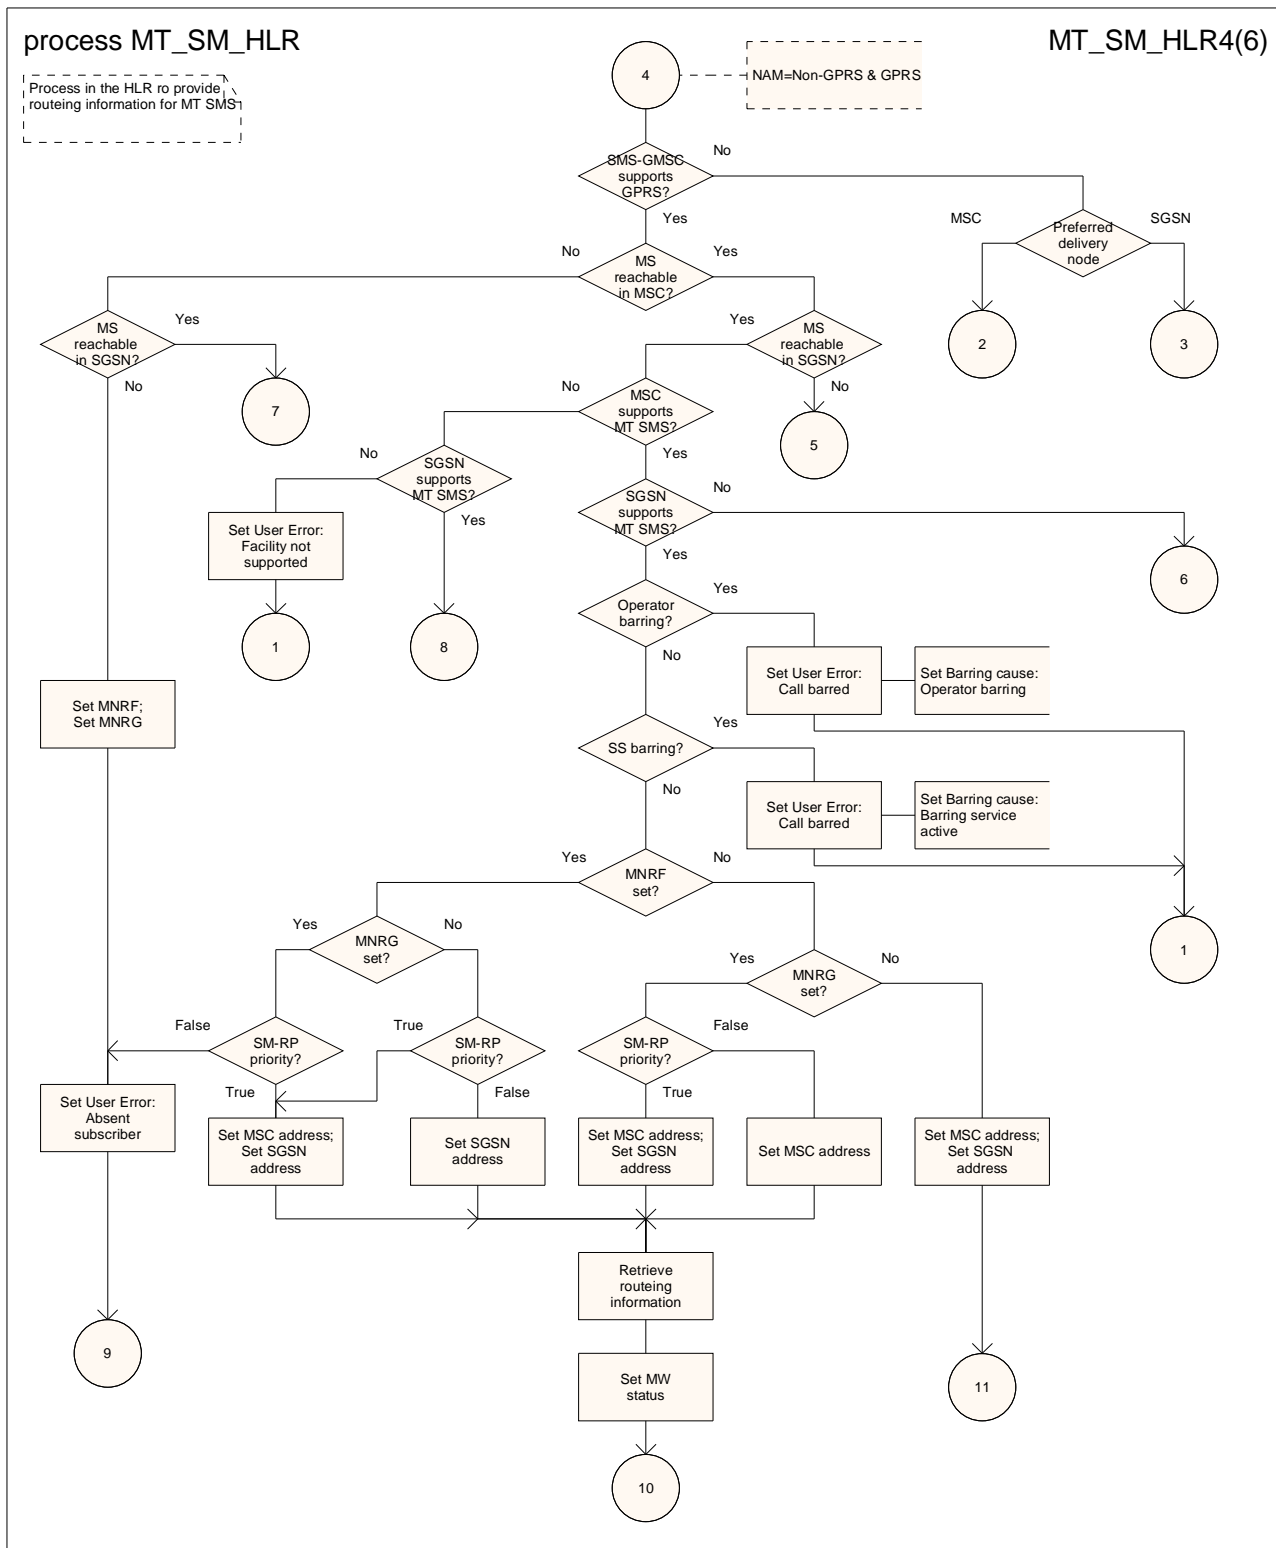 process MT_SM_HLR
MT_SM_HLR4(6)
Process in the HLR ro provide
routeing information for MT SMS
4
NAM=Non-GPRS & GPRS
SMS-GMSC
supports
GPRS?
No
Yes
MSC
Preferred
delivery
node
SGSN
No
MS
reachable
in MSC?
Yes
MS
reachable
in SGSN?
Yes
No
Yes
MS
reachable
in SGSN?
No
2
3
7
No
MSC
supports
MT SMS?
Yes
5
No
SGSN
supports
MT SMS?
Yes
SGSN
supports
MT SMS?
No
Yes
Set User Error:
Facility not
supported
6
1
8
Operator
barring?
Yes
No
Set User Error:
Call barred
Set Barring cause:
Operator barring
Set MNRF;
Set MNRG
SS barring?
Yes
No
Set User Error:
Call barred
Set Barring cause:
Barring service
active
Yes
MNRF
set?
No
Yes
MNRG
set?
No
Yes
MNRG
set?
No
1
False
SM-RP
priority?
True
True
SM-RP
priority?
False
SM-RP
priority?
False
True
Set User Error:
Absent
subscriber
Set MSC address;
Set SGSN
address
Set SGSN
address
Set MSC address;
Set SGSN
address
Set MSC address
Set MSC address;
Set SGSN
address
Retrieve
routeing
information
9
Set MW
status
11
10